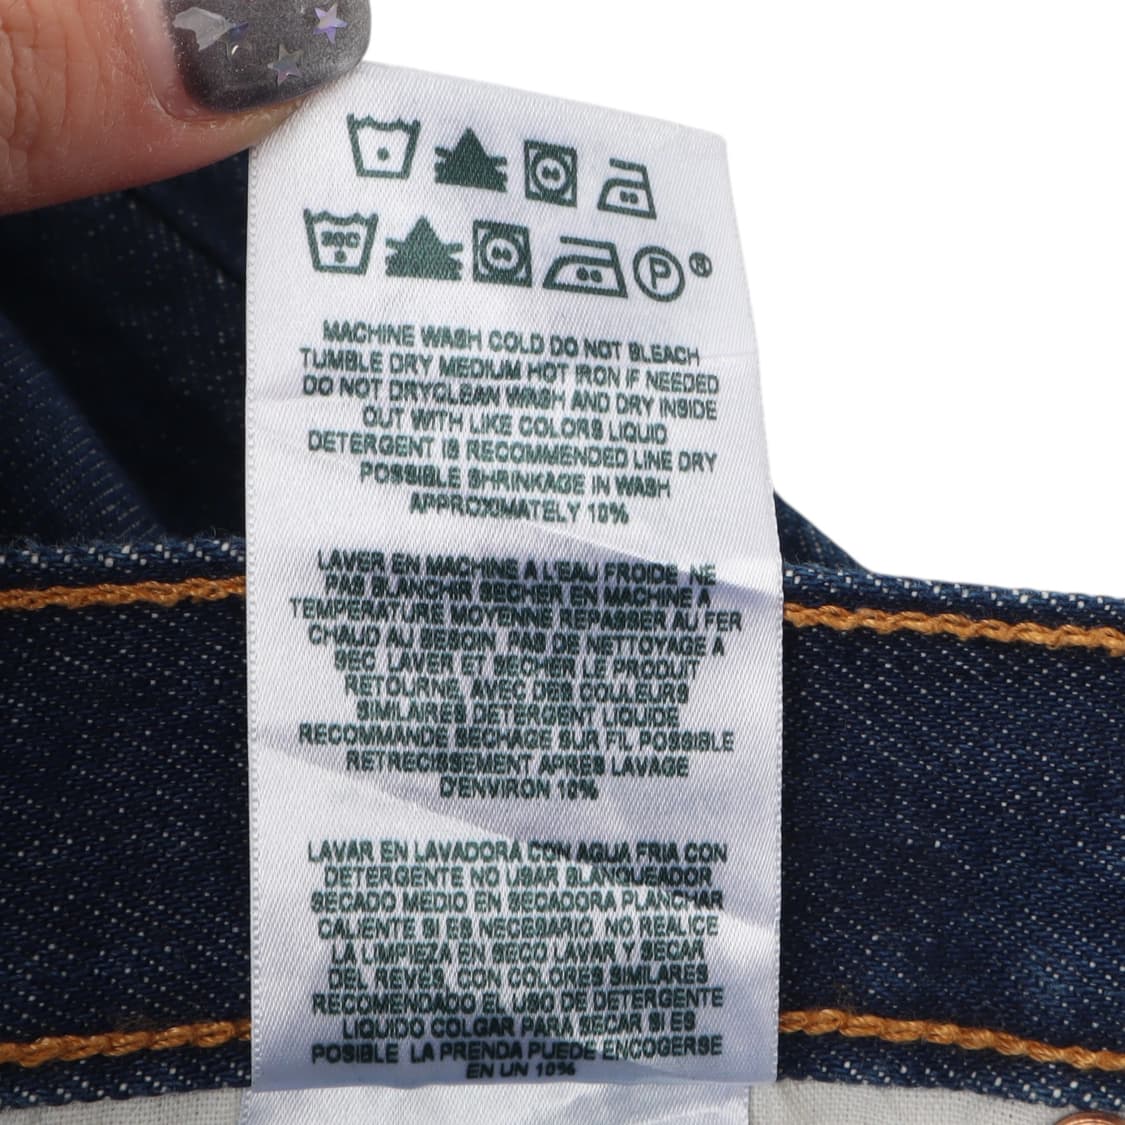 30C
P ®
MACHINE WASH COLD DO NOT BLEACH
TUMBLE DRY MEDIUM HOT IRON IF NEEDED
DO NOT DRYCLEAN WASH AND DRY INSIDE
OUT WITH LIKE COLORS LIQUID
DETERGENT IS RECOMMENDED LINE DRY
POSSIBLE SHRINKAGE IN WASH
APPROXIMATELY 10%
LAVER EN MACHINE A L'EAU FROIDE NE
PAS BLANCHIR SECHER EN MACHINE A
TEMPERATURE MOYENNE REPASSER AU FER
CHAUD AU BESOIN, PAS DE NETTOYAGE A
SEC, LAVER ET SECHER LE PRODUIT
RETOURNE, AVEC DES COULEURS
SIMILAIRES DETERGENT LIQUIDE
RECOMMANDE SECHAGE SUR FIL POSSIBLE
RETRECISSEMENT APRES LAVAGE
D'ENVIRON 10%
LAVAR EN LAVADORA CON AGUA FRIA CON
DETERGENTE NO USAR BLANQUEADOR
SECADO MEDIO EN SECADORA PLANCHAR
CALIENTE SI ES NECESARIO, NO REALICE
LA LIMPIEZA EN SECO LAVAR Y SECAR
DEL REVÉS, CON COLORES SIMILARES
RECOMENDADO EL USO DE DETERGENTE
LIQUIDO COLGAR PARA SECAR SI ES
POSIBLE LA PRENDA PUEDE ENCOGERSE
EN UN 10%